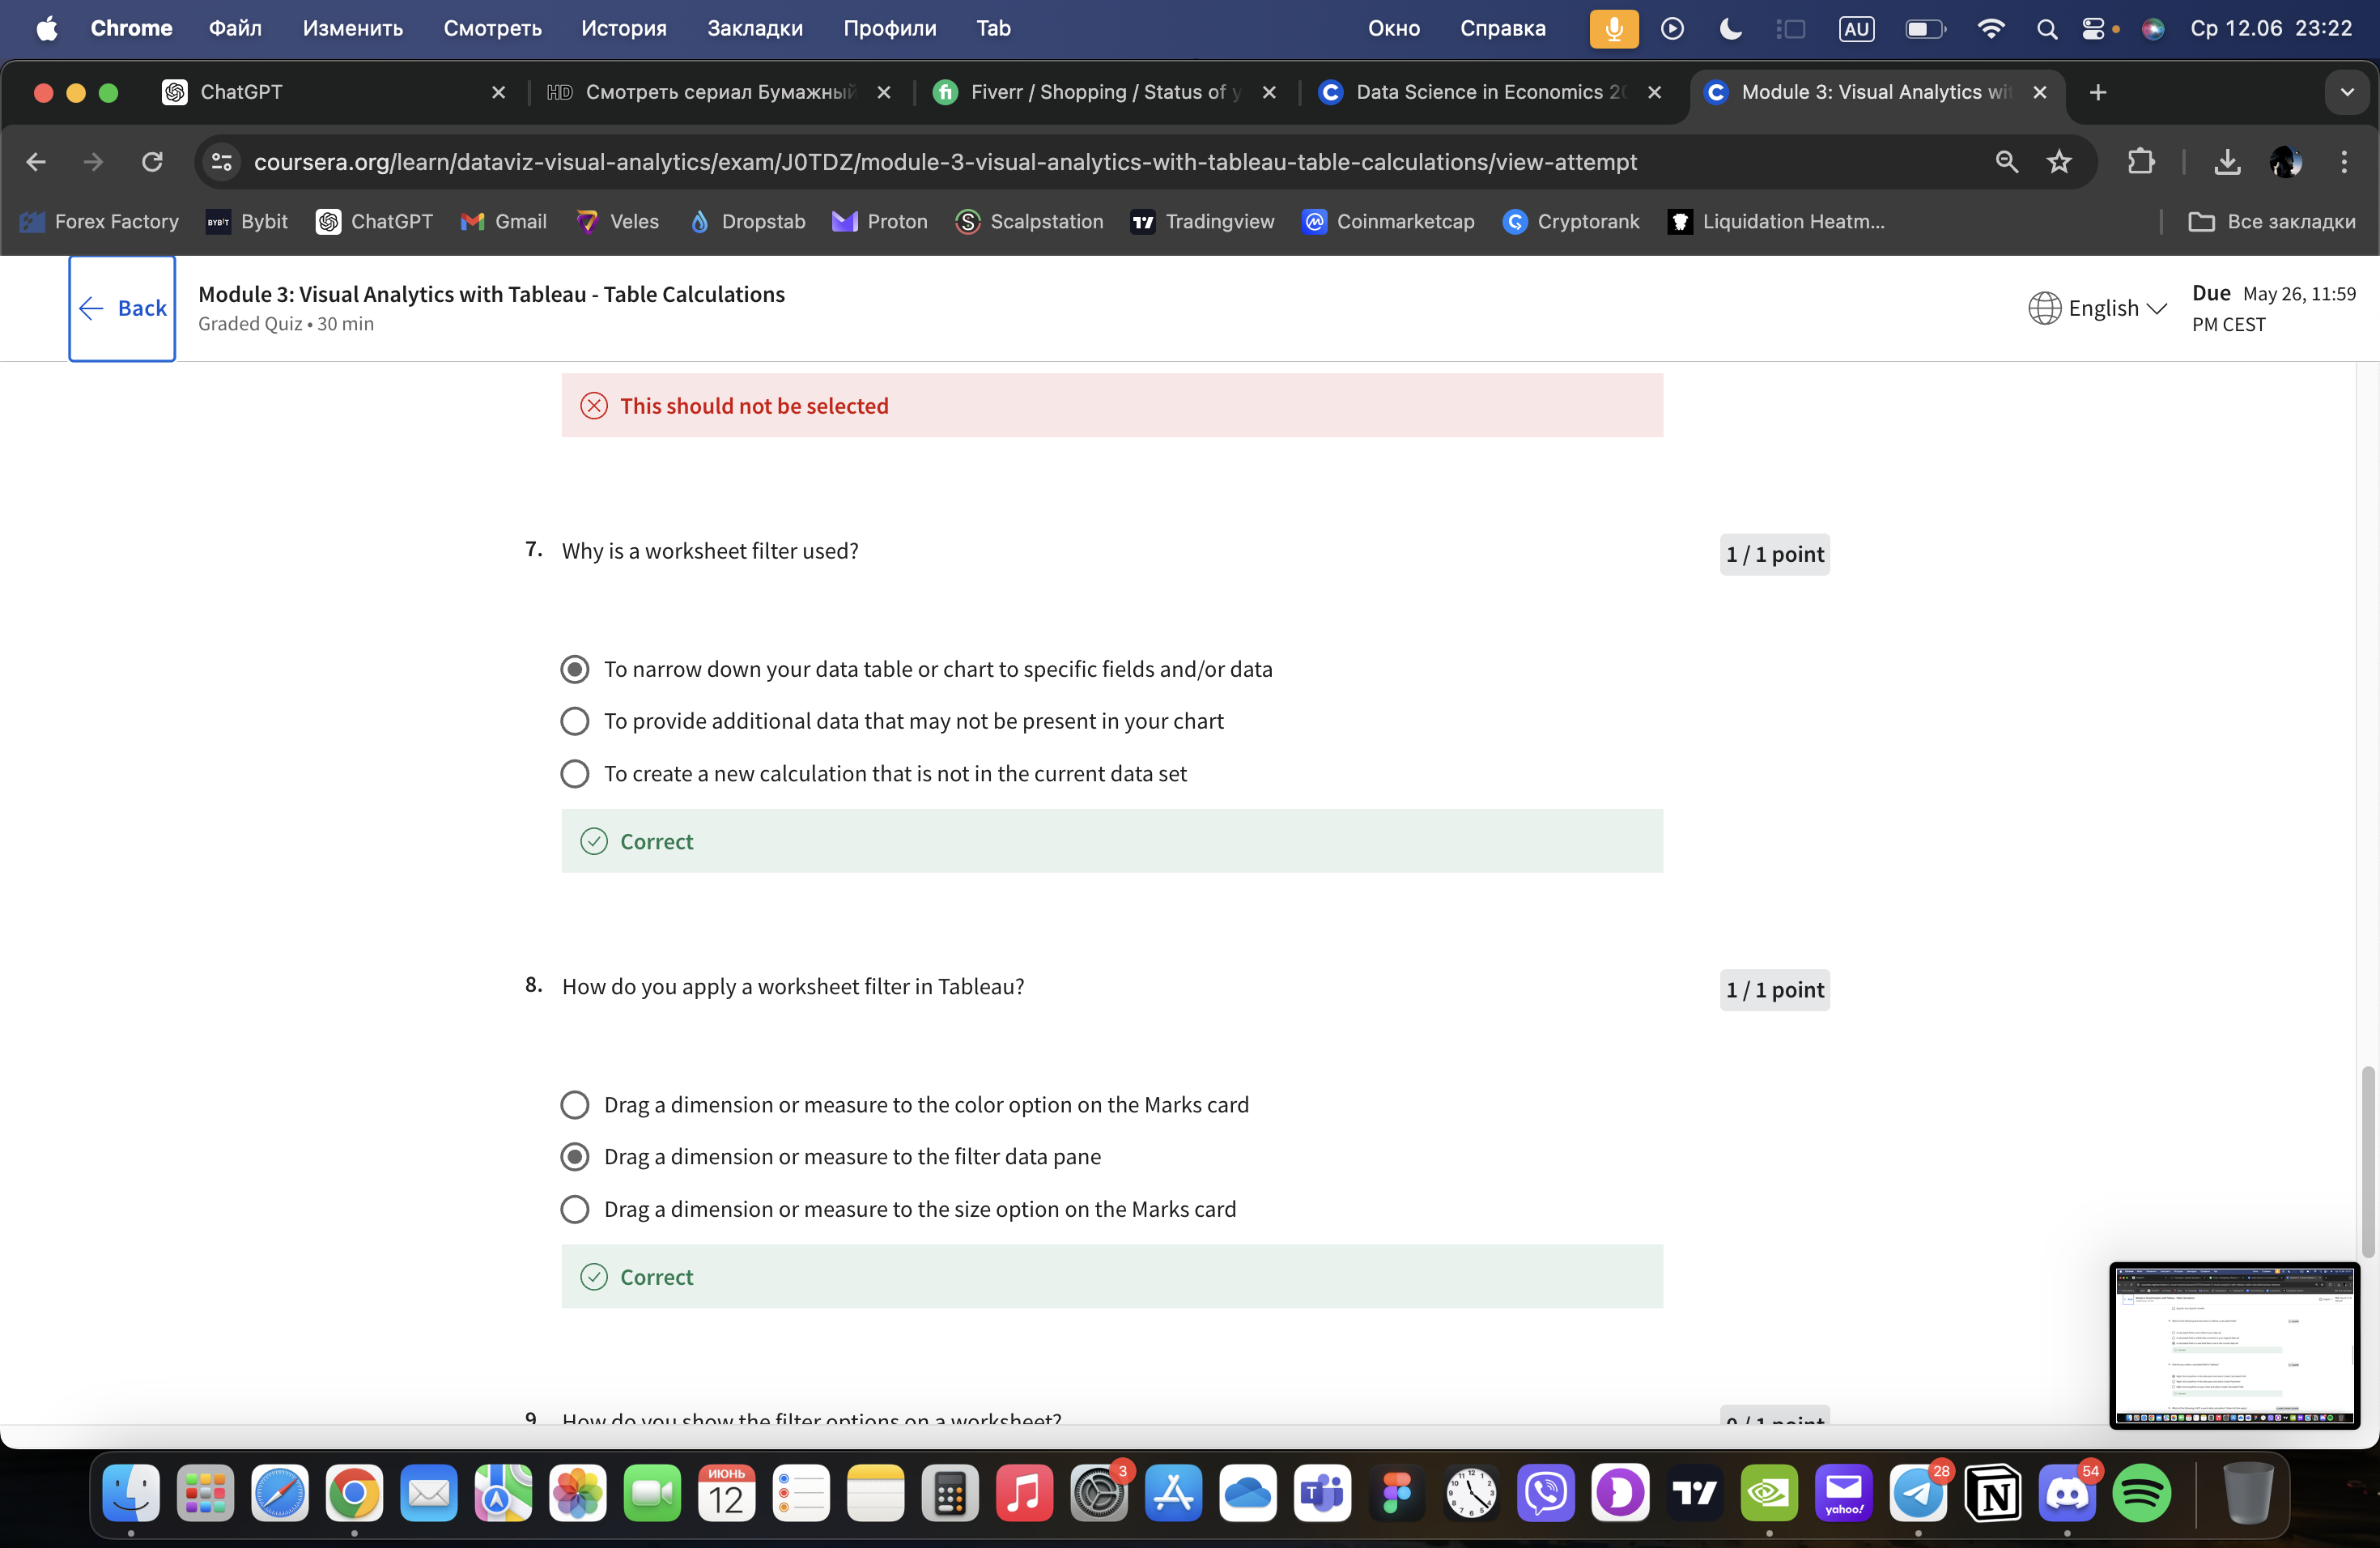 Chrome Файл Изменить Смотреть История Закладки Профили Tab Окно Справка AU Ср 12.06 23:22
ChatGPT HD Смотреть сериал Бумажный Fiverr / Shopping / Status of y Data Science in Economics 20 Module 3: Visual Analytics wit
coursera.org/learn/dataviz-visual-analytics/exam/J0TDZ/module-3-visual-analytics-with-tableau-table-calculations/view-attempt
Forex Factory BYBIT Bybit ChatGPT Gmail Veles Dropstab Proton Scalpstation Tradingview Coinmarketcap Cryptorank Liquidation Heatm... Все закладки
Back
Module 3: Visual Analytics with Tableau - Table Calculations
Graded Quiz • 30 min
English
Due May 26, 11:59
PM CEST
This should not be selected
7. Why is a worksheet filter used?
1 / 1 point
To narrow down your data table or chart to specific fields and/or data
To provide additional data that may not be present in your chart
To create a new calculation that is not in the current data set
Correct
8. How do you apply a worksheet filter in Tableau?
1 / 1 point
Drag a dimension or measure to the color option on the Marks card
Drag a dimension or measure to the filter data pane
Drag a dimension or measure to the size option on the Marks card
Correct
9. How do you show the filter options on a worksheet?
0 / 1 point
ИЮНЬ
12
3
yahoo!
28
54